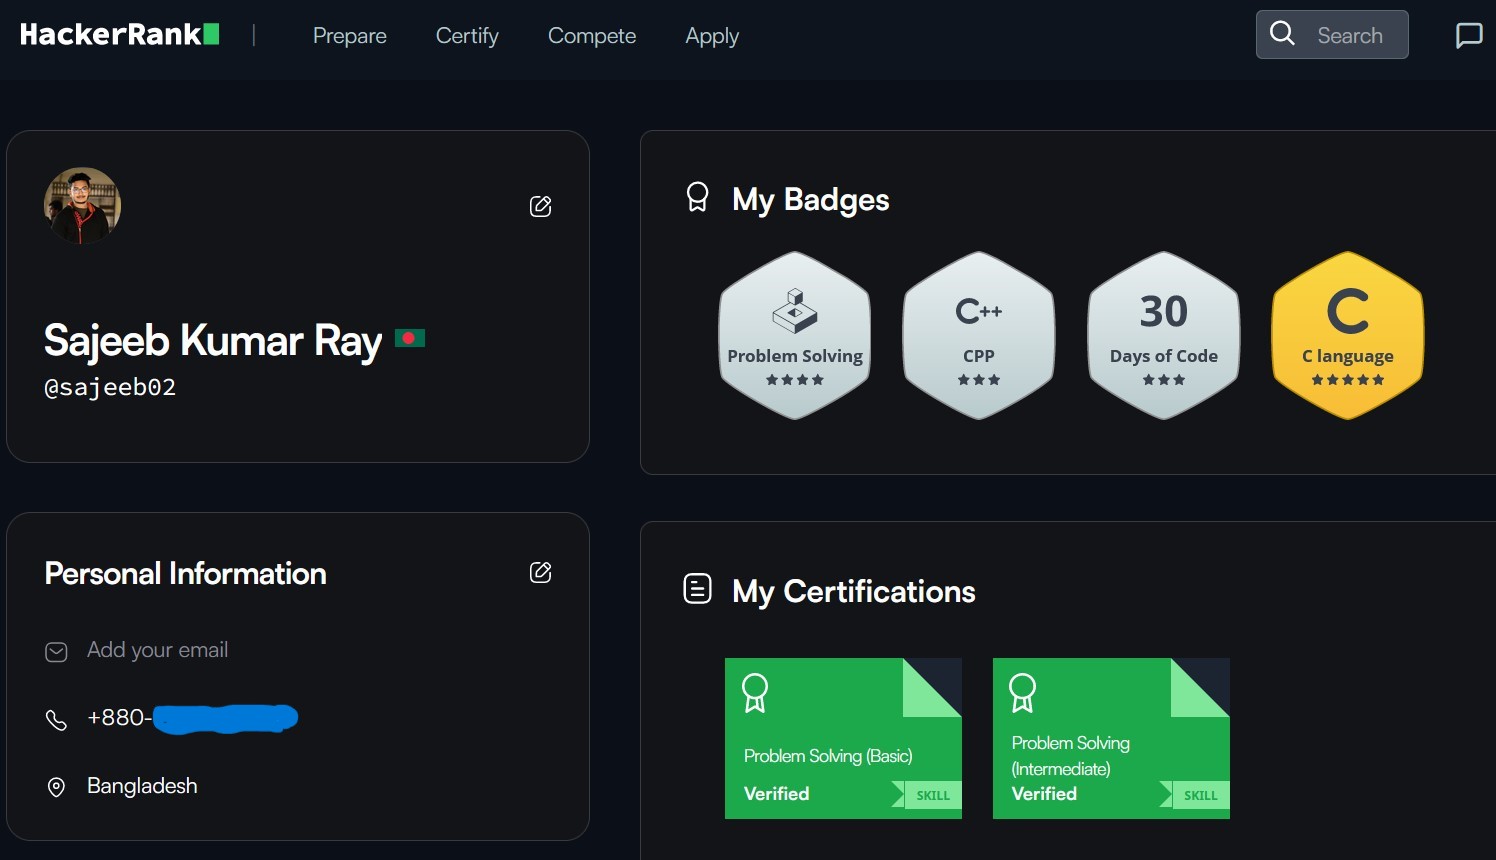 HackerRank
Prepare
Certify
Compete
Apply
Search
Sajeeb Kumar Ray
@sajeeb02
Personal Information
Add your email
+880-
Bangladesh
My Badges
Problem Solving
C++
CPP
30
Days of Code
C
C language
My Certifications
Problem Solving (Basic)
Verified
SKILL
Problem Solving
(Intermediate)
Verified
SKILL